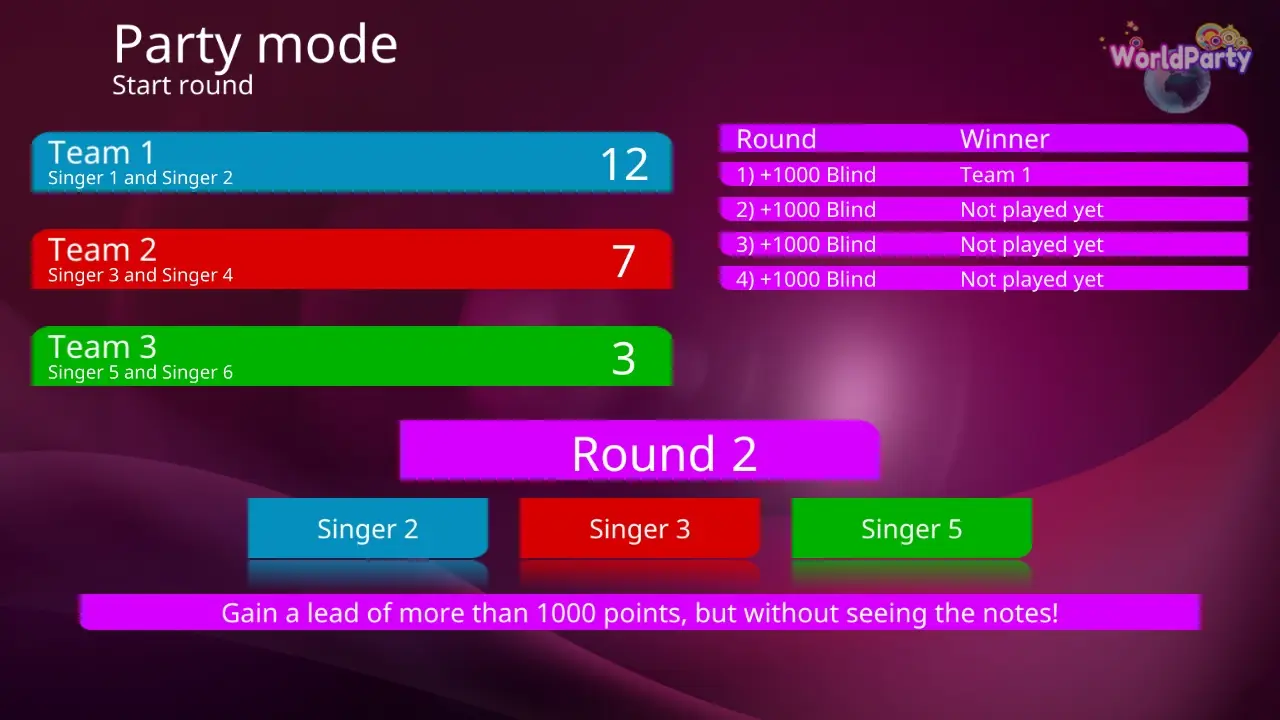 Party mode
Start round
WorldParty
Team 1
Singer 1 and Singer 2
12
Team 2
Singer 3 and Singer 4
7
Team 3
Singer 5 and Singer 6
3
Round Winner
1) +1000 Blind Team 1
2) +1000 Blind Not played yet
3) +1000 Blind Not played yet
4) +1000 Blind Not played yet
Round 2
Singer 2
Singer 3
Singer 5
Gain a lead of more than 1000 points, but without seeing the notes!